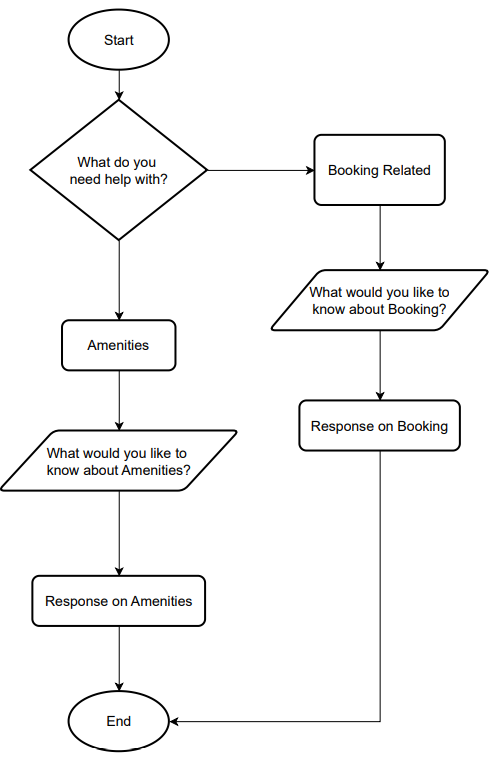 Start
What do you
need help with?
Booking Related
What would you like to
know about Booking?
Amenities
Response on Booking
What would you like to
know about Amenities?
Response on Amenities
End